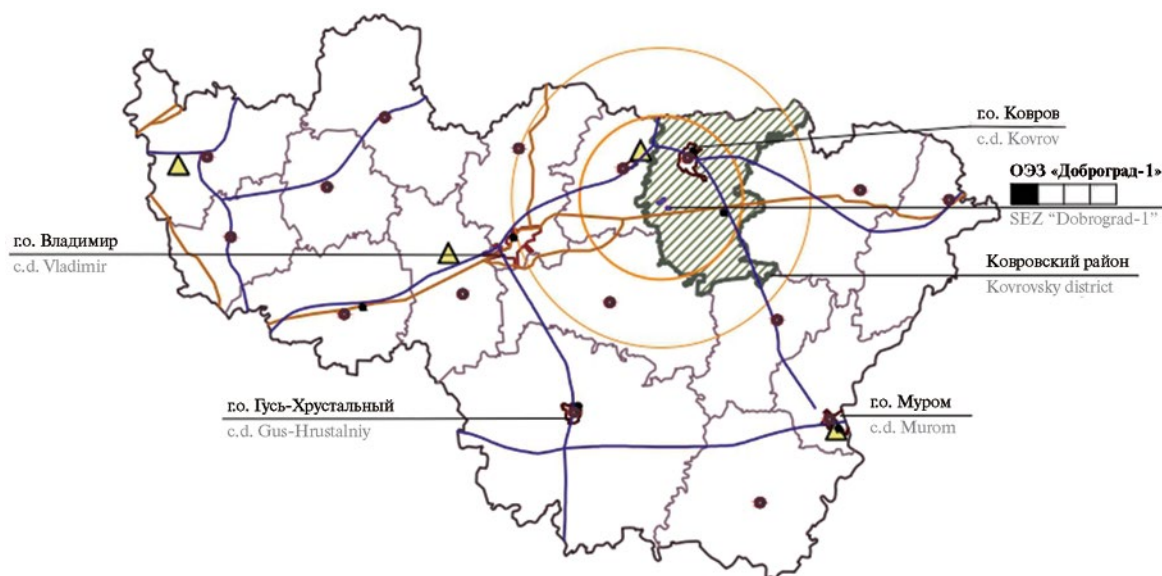 г.о. Ковров
c.d. Kovrov
ОЭЗ «Доброград-1»
SEZ "Dobrograd-1"
г.о. Владимир
c.d. Vladimir
Ковровский район
Kovrovsky district
г.о. Гусь-Хрустальный
c.d. Gus-Hrustalniy
г.о. Муром
c.d. Murom